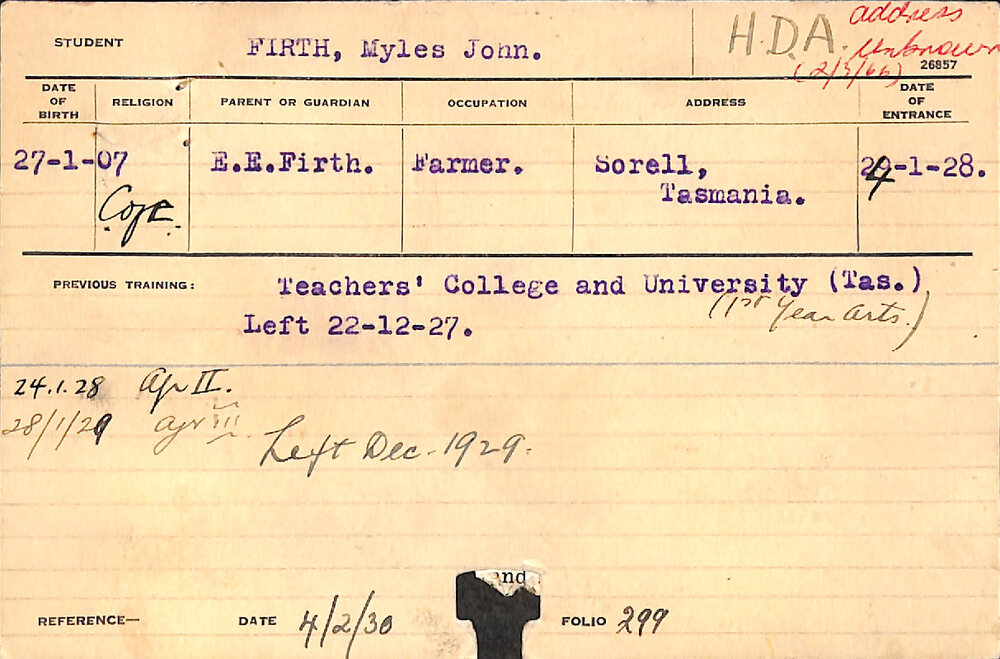 STUDENT FIRTH, Myles John. H.D.A. address
unknown
(2/3/66) 26857
DATE OF BIRTH RELIGION PARENT OR GUARDIAN OCCUPATION ADDRESS DATE OF ENTRANCE
27-1-07 E.E.Firth. Farmer. Sorell, 24-1-28.
Tasmania.
PREVIOUS TRAINING: Teachers' College and University (Tas.)
(1st Year Arts.)
Left 22-12-27.
24.1.28 Agr II.
28/1/29 Agr III
Left Dec. 1929.
and
REFERENCE— DATE 4/2/30 FOLIO 299